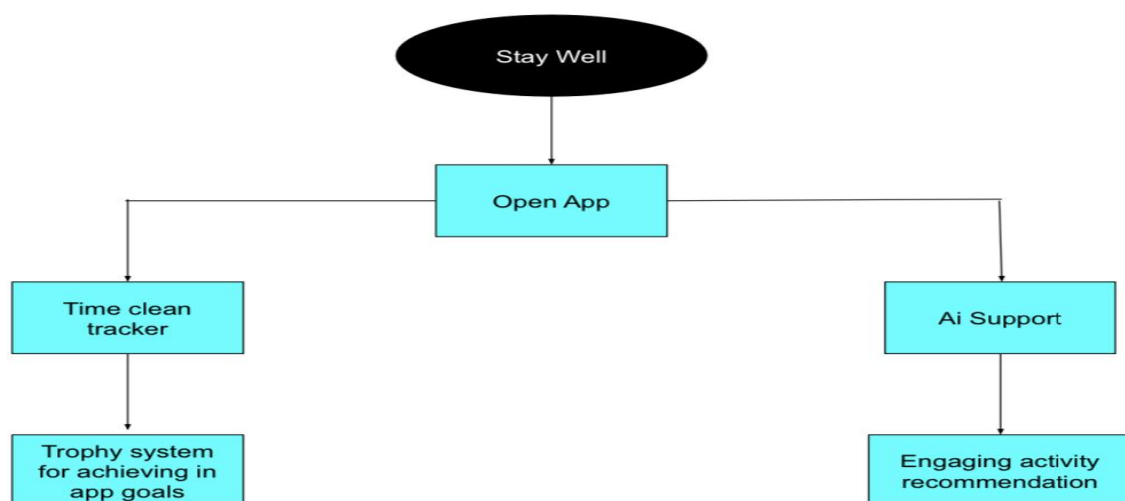 Stay Well
Open App
Time clean
tracker
Ai Support
Trophy system
for achieving in
app goals
Engaging activity
recommendation